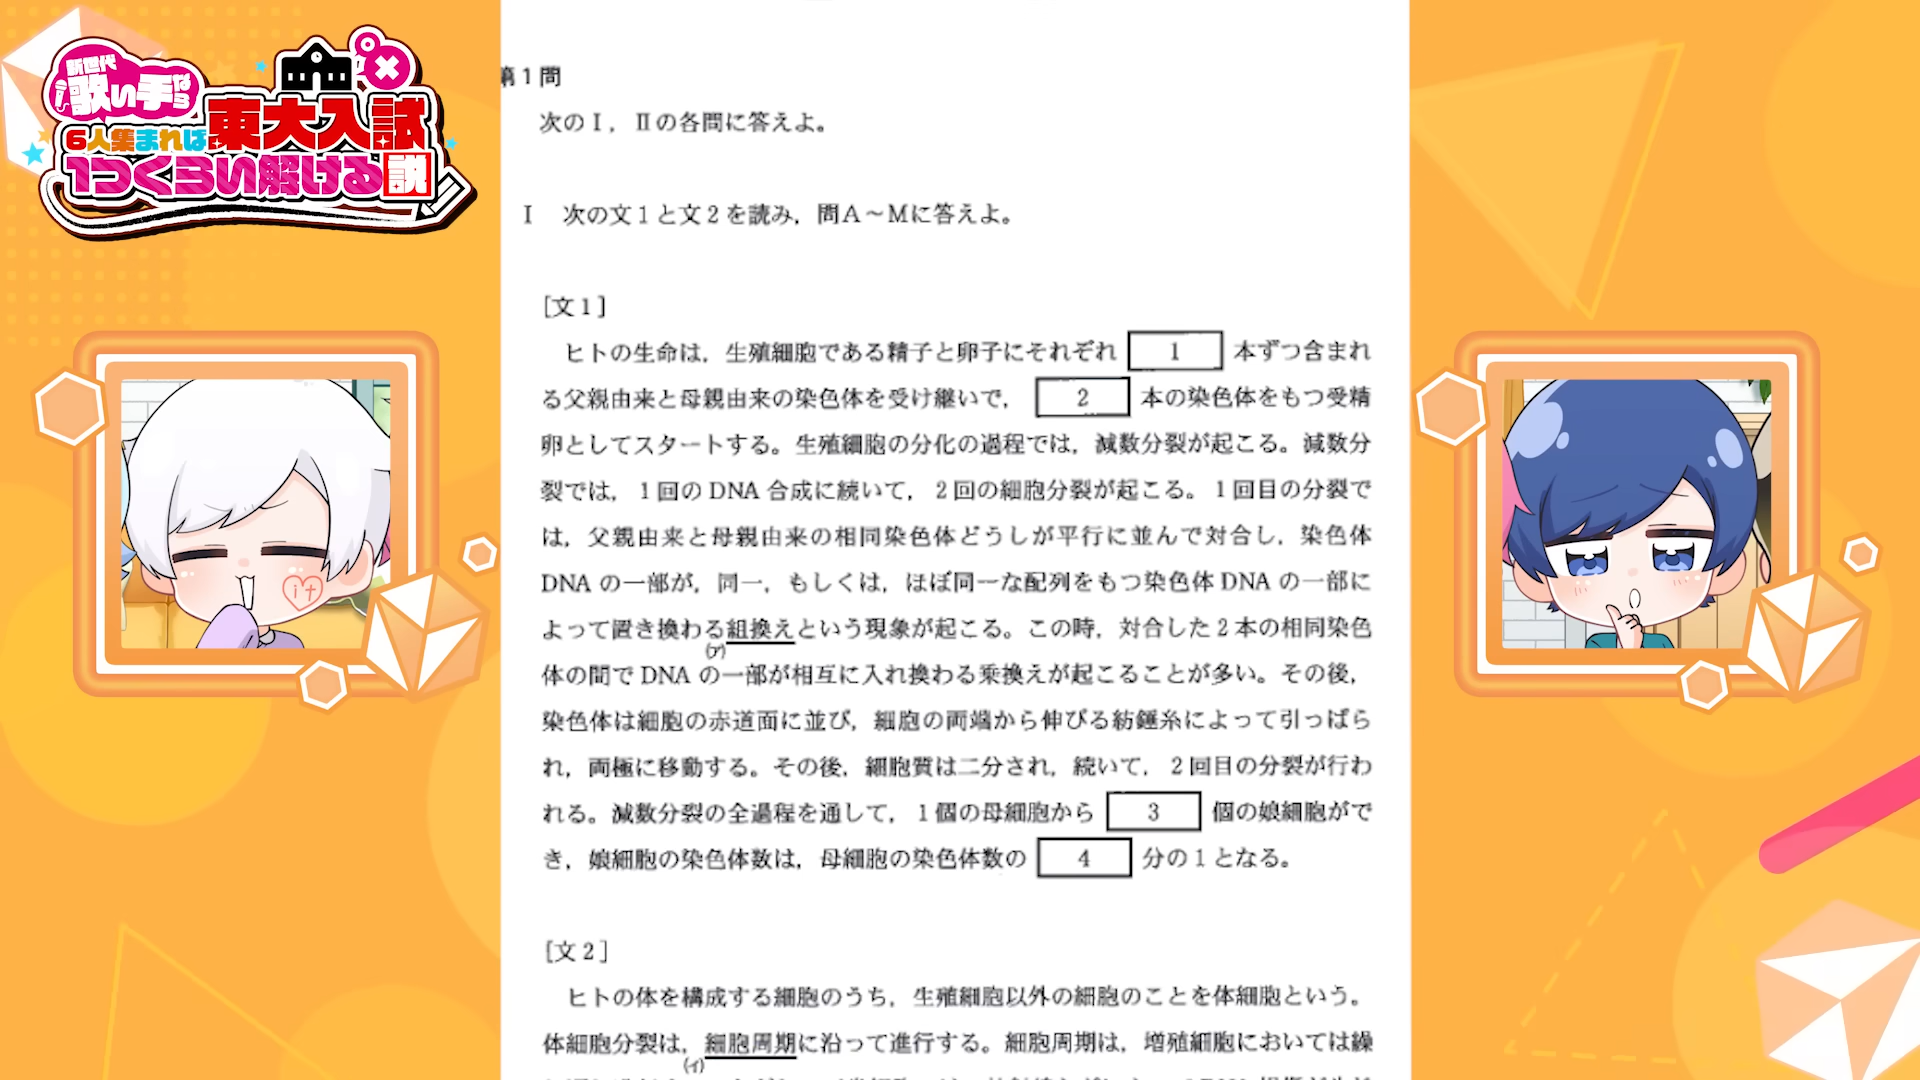 新世代
歌い手なら
6人集まれば東大入試
1つくらい解ける説
it
第1問
次のⅠ，Ⅱの各問に答えよ。
Ⅰ 次の文1と文2を読み，問A～Mに答えよ。
[文1]
ヒトの生命は，生殖細胞である精子と卵子にそれぞれ 1 本ずつ含まれ
る父親由来と母親由来の染色体を受け継いで， 2 本の染色体をもつ受精
卵としてスタートする。生殖細胞の分化の過程では，減数分裂が起こる。減数分
裂では，1回のDNA合成に続いて，2回の細胞分裂が起こる。1回目の分裂で
は，父親由来と母親由来の相同染色体どうしが平行に並んで対合し，染色体
DNAの一部が，同一，もしくは，ほぼ同一な配列をもつ染色体DNAの一部に
よって置き換わる組換えという現象が起こる。この時，対合した2本の相同染色
(ア)
体の間でDNAの一部が相互に入れ換わる乗換えが起こることが多い。その後，
染色体は細胞の赤道面に並び，細胞の両端から伸びる紡錘糸によって引っぱら
れ，両極に移動する。その後，細胞質は二分され，続いて，2回目の分裂が行わ
れる。減数分裂の全過程を通して，1個の母細胞から 3 個の娘細胞がで
き，娘細胞の染色体数は，母細胞の染色体数の 4 分の1となる。
[文2]
ヒトの体を構成する細胞のうち，生殖細胞以外の細胞のことを体細胞という。
体細胞分裂は，細胞周期に沿って進行する。細胞周期は，増殖細胞においては繰
(イ)